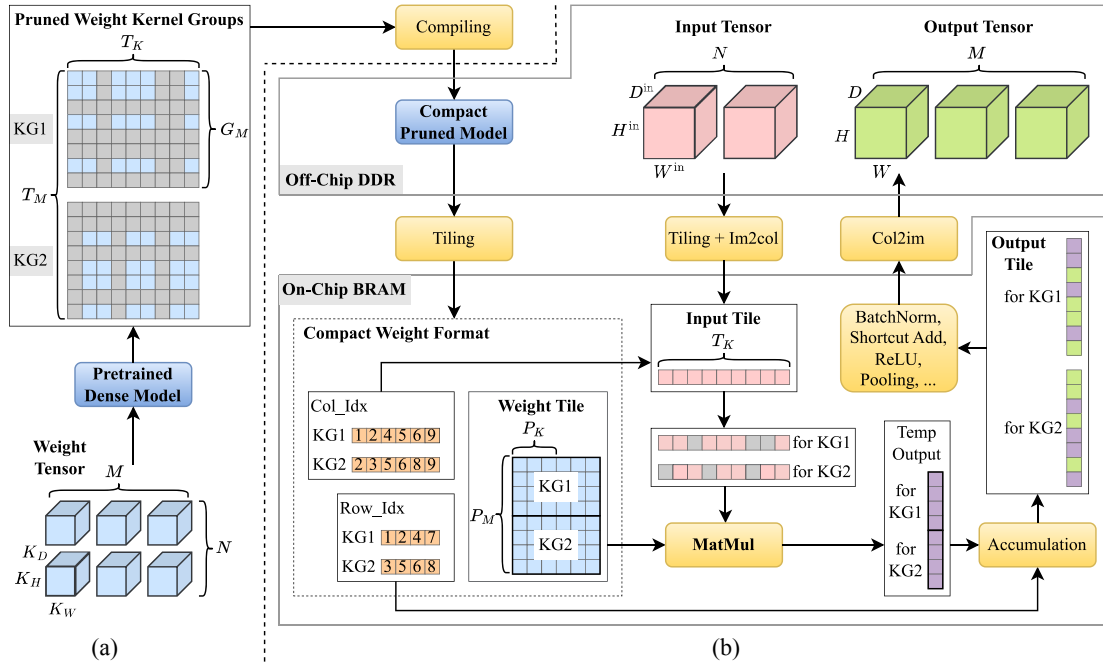 Pruned Weight Kernel Groups
T_K
KG1
G_M
T_M
KG2
Pretrained
Dense Model
Weight
Tensor
M
N
K_D
K_H
K_W
(a)
Compiling
Compact
Pruned Model
Off-Chip DDR
Input Tensor
N
D^in
H^in
W^in
Output Tensor
M
D
H
W
Tiling
Tiling + Im2col
Col2im
On-Chip BRAM
Compact Weight Format
Col_Idx
KG1 1 2 4 5 6 9
KG2 2 3 5 6 8 9
Row_Idx
KG1 1 2 4 7
KG2 3 5 6 8
Weight Tile
P_K
P_M
KG1
KG2
Input Tile
T_K
for KG1
for KG2
MatMul
BatchNorm,
Shortcut Add,
ReLU,
Pooling, ...
Output
Tile
for KG1
for KG2
Temp
Output
for
KG1
for
KG2
Accumulation
(b)